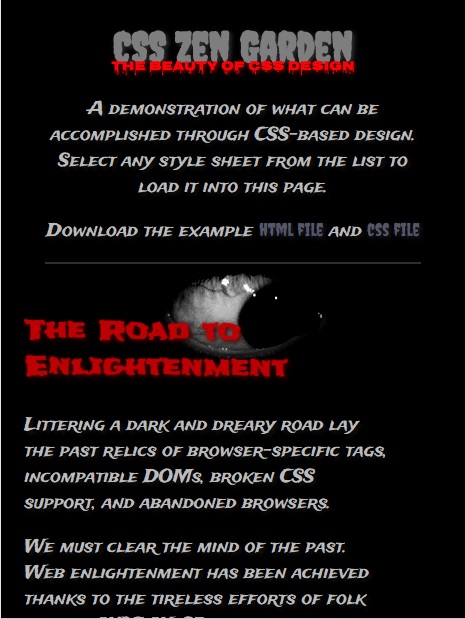 CSS ZEN GARDEN
THE BEAUTY OF CSS DESIGN
A demonstration of what can be
accomplished through CSS-based design.
Select any style sheet from the list to
load it into this page.
Download the example HTML FILE and CSS FILE
The Road to
Enlightenment
Littering a dark and dreary road lay
the past relics of browser-specific tags,
incompatible DOMs, broken CSS
support, and abandoned browsers.
We must clear the mind of the past.
Web enlightenment has been achieved
thanks to the tireless efforts of folk